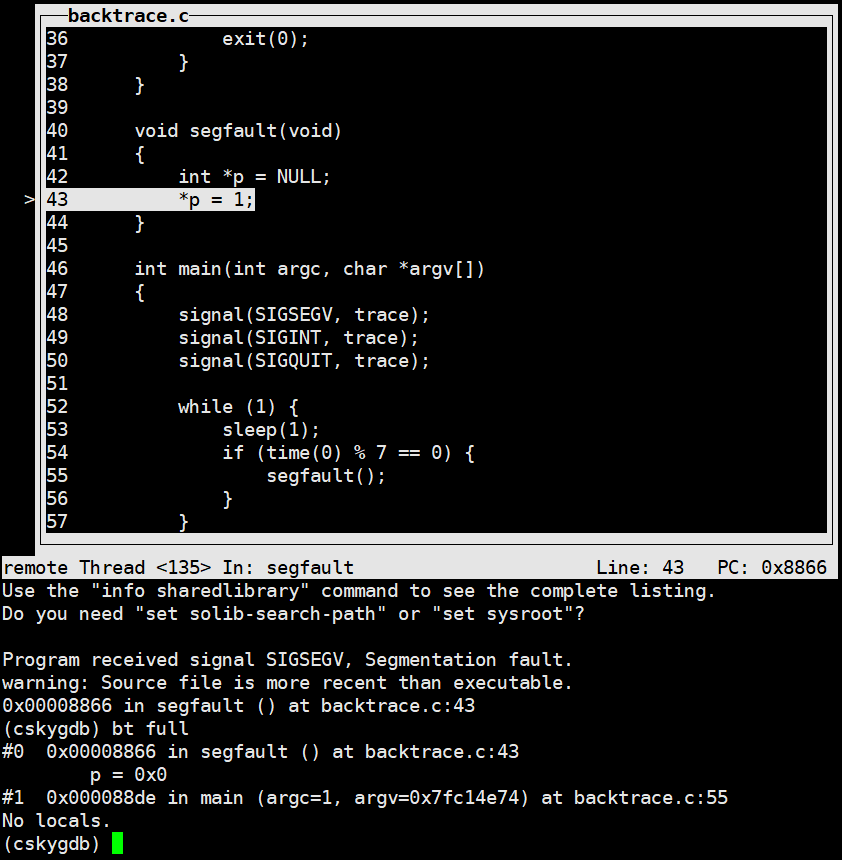 backtrace.c
36              exit(0);
37          }
38      }
39
40      void segfault(void)
41      {
42          int *p = NULL;
>43          *p = 1;
44      }
45
46      int main(int argc, char *argv[])
47      {
48          signal(SIGSEGV, trace);
49          signal(SIGINT, trace);
50          signal(SIGQUIT, trace);
51
52          while (1) {
53              sleep(1);
54              if (time(0) % 7 == 0) {
55                  segfault();
56              }
57          }
remote Thread <135> In: segfault                      Line: 43   PC: 0x8866
Use the "info sharedlibrary" command to see the complete listing.
Do you need "set solib-search-path" or "set sysroot"?

Program received signal SIGSEGV, Segmentation fault.
warning: Source file is more recent than executable.
0x00008866 in segfault () at backtrace.c:43
(cskygdb) bt full
#0  0x00008866 in segfault () at backtrace.c:43
        p = 0x0
#1  0x000088de in main (argc=1, argv=0x7fc14e74) at backtrace.c:55
No locals.
(cskygdb)